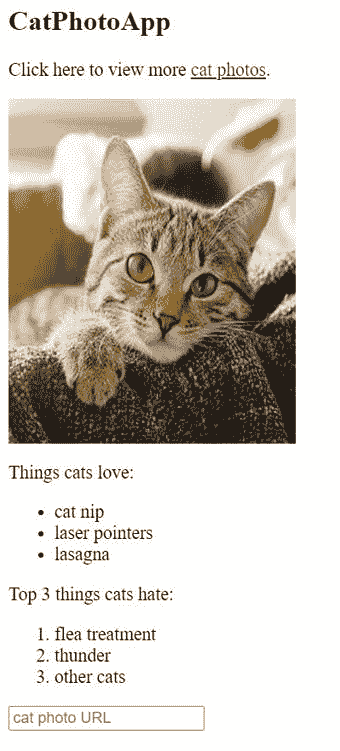 CatPhotoApp
Click here to view more cat photos.
Things cats love:
• cat nip
• laser pointers
• lasagna
Top 3 things cats hate:
1. flea treatment
2. thunder
3. other cats
cat photo URL